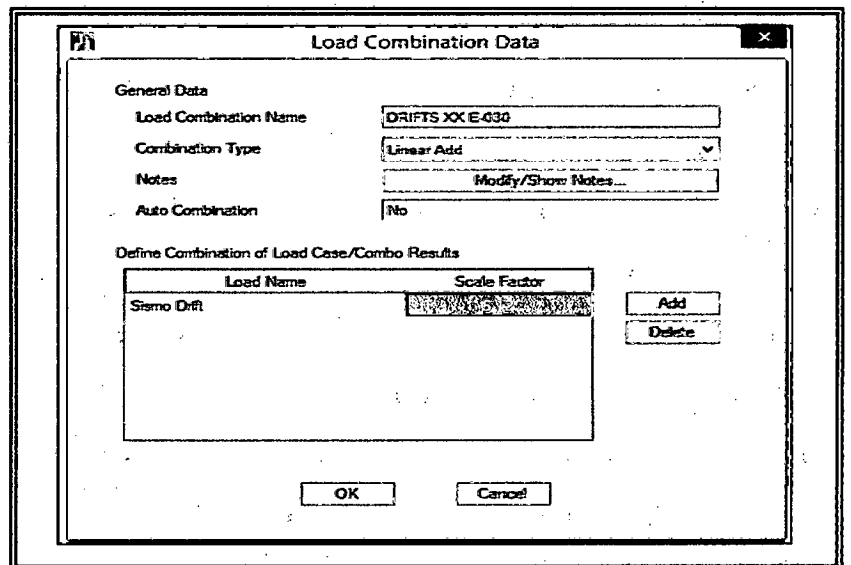 Load Combination Data
General Data
Load Combination Name DRIFTS XX E-030
Combination Type Linear Add
Notes Modify/Show Notes...
Auto Combination No
Define Combination of Load Case/Combo Results
Load Name Scale Factor
Sismo Drift
Add
Delete
OK Cancel